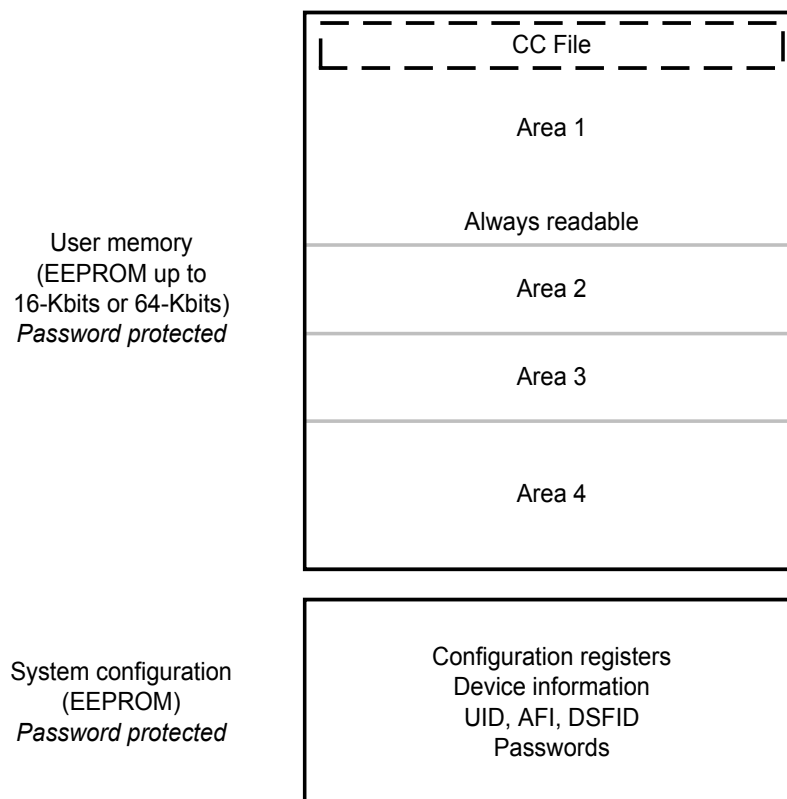 CC File
Area 1
Always readable
User memory
(EEPROM up to
16-Kbits or 64-Kbits)
Password protected
Area 2
Area 3
Area 4
System configuration
(EEPROM)
Password protected
Configuration registers
Device information
UID, AFI, DSFID
Passwords